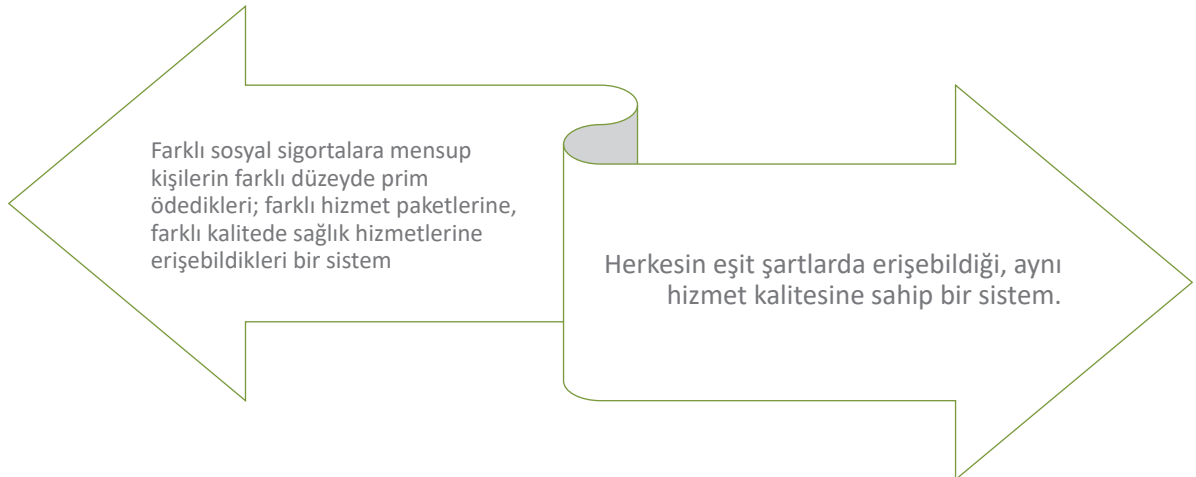 Farklı sosyal sigortalara mensup
kişilerin farklı düzeyde prim
ödedikleri; farklı hizmet paketlerine,
farklı kalitede sağlık hizmetlerine
erişebildikleri bir sistem
Herkesin eşit şartlarda erişebildiği, aynı
hizmet kalitesine sahip bir sistem.